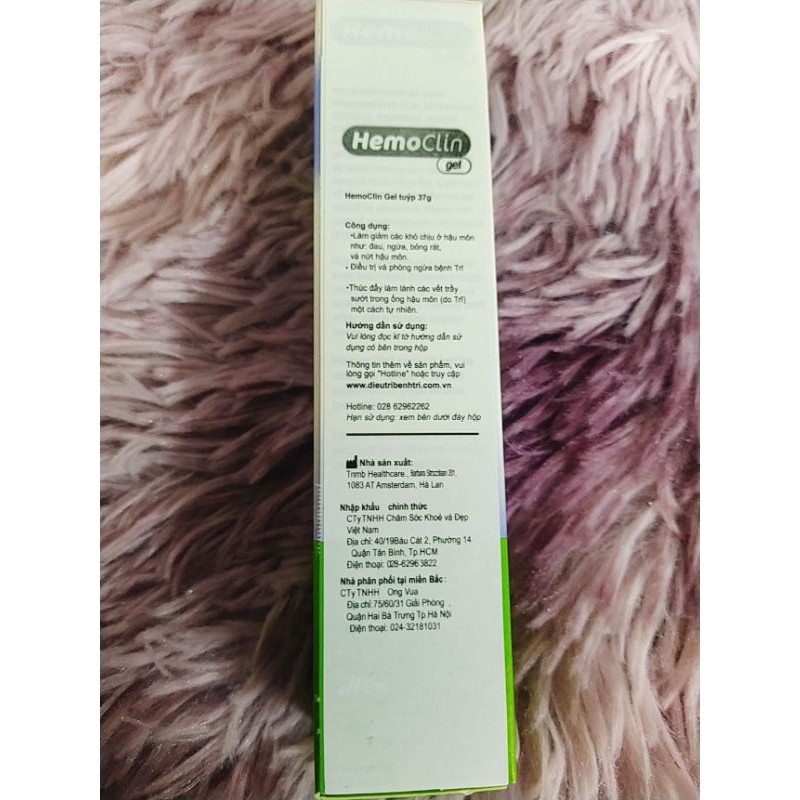 HemoClin
gel
HemoClin Gel tuýp 37g
Công dụng:
•Làm giảm các khó chịu ở hậu môn
như: đau, ngứa, bỏng rát,
và nứt hậu môn.
• Điều trị và phòng ngừa bệnh Trĩ
•Thúc đẩy làm lành các vết trầy
sướt trong ống hậu môn (do Trĩ)
một cách tự nhiên.
Hướng dẫn sử dụng:
Vui lòng đọc kĩ tờ hướng dẫn sử
dụng có bên trong hộp
Thông tin thêm về sản phẩm, vui
lòng gọi "Hotline" hoặc truy cập
www.dieutribenhtri.com.vn
Hotline: 028 62962262
Hạn sử dụng: xem bên dưới đáy hộp
Nhà sản xuất:
Trimb Healthcare.,
1083 AT Amsterdam, Hà Lan
Nhập khẩu chính thức
CTy TNHH Chăm Sóc Khoẻ và Đẹp
Việt Nam
Địa chỉ: 40/19Bàu Cát 2, Phường 14
Quận Tân Bình, Tp.HCM
Điện thoại: 028-62963822
Nhà phân phối tại miền Bắc:
CTy TNHH Ong Vua
Địa chỉ:75/60/31 Giải Phóng ,
Quận Hai Bà Trưng Tp.Hà Nội
Điện thoại: 024-32181031